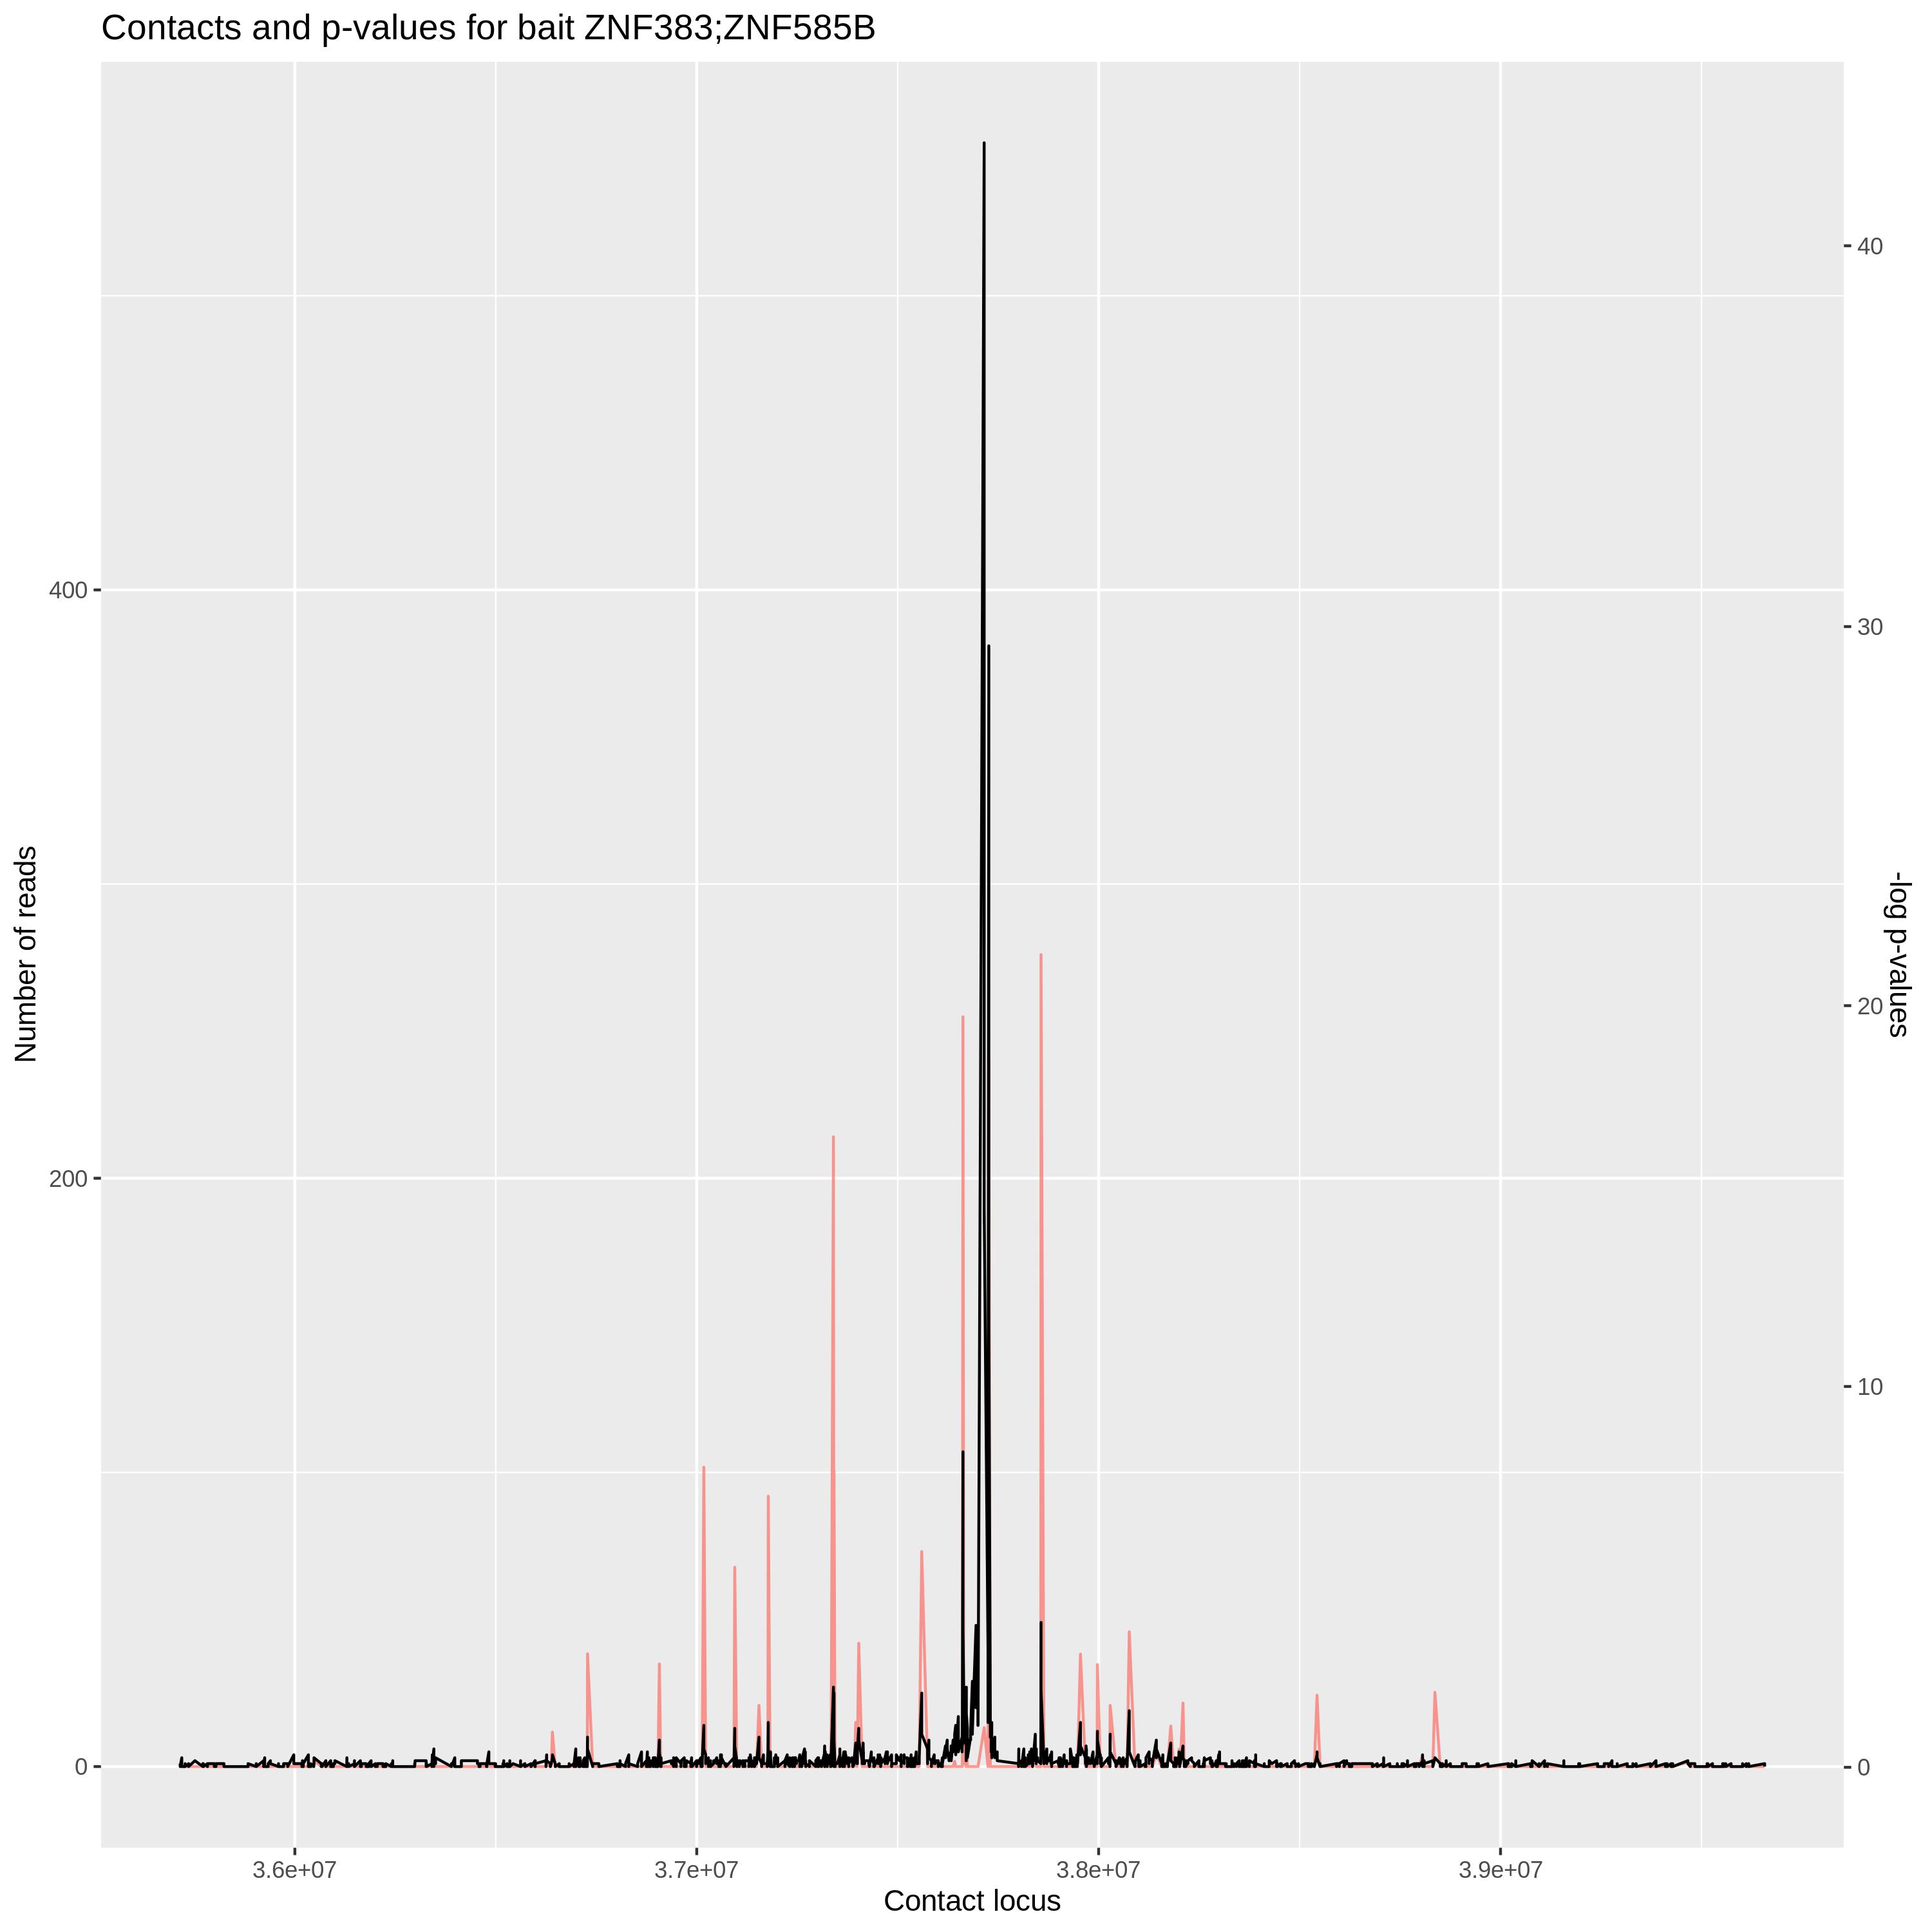 Contacts and p-values for bait ZNF383;ZNF585B
Number of reads
400
200
0
40
30
20
10
0
-log p-values
3.6e+07
3.7e+07
3.8e+07
3.9e+07
Contact locus